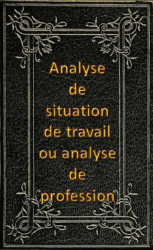 Analyse
de
situation
de travail
ou analyse
de
profession